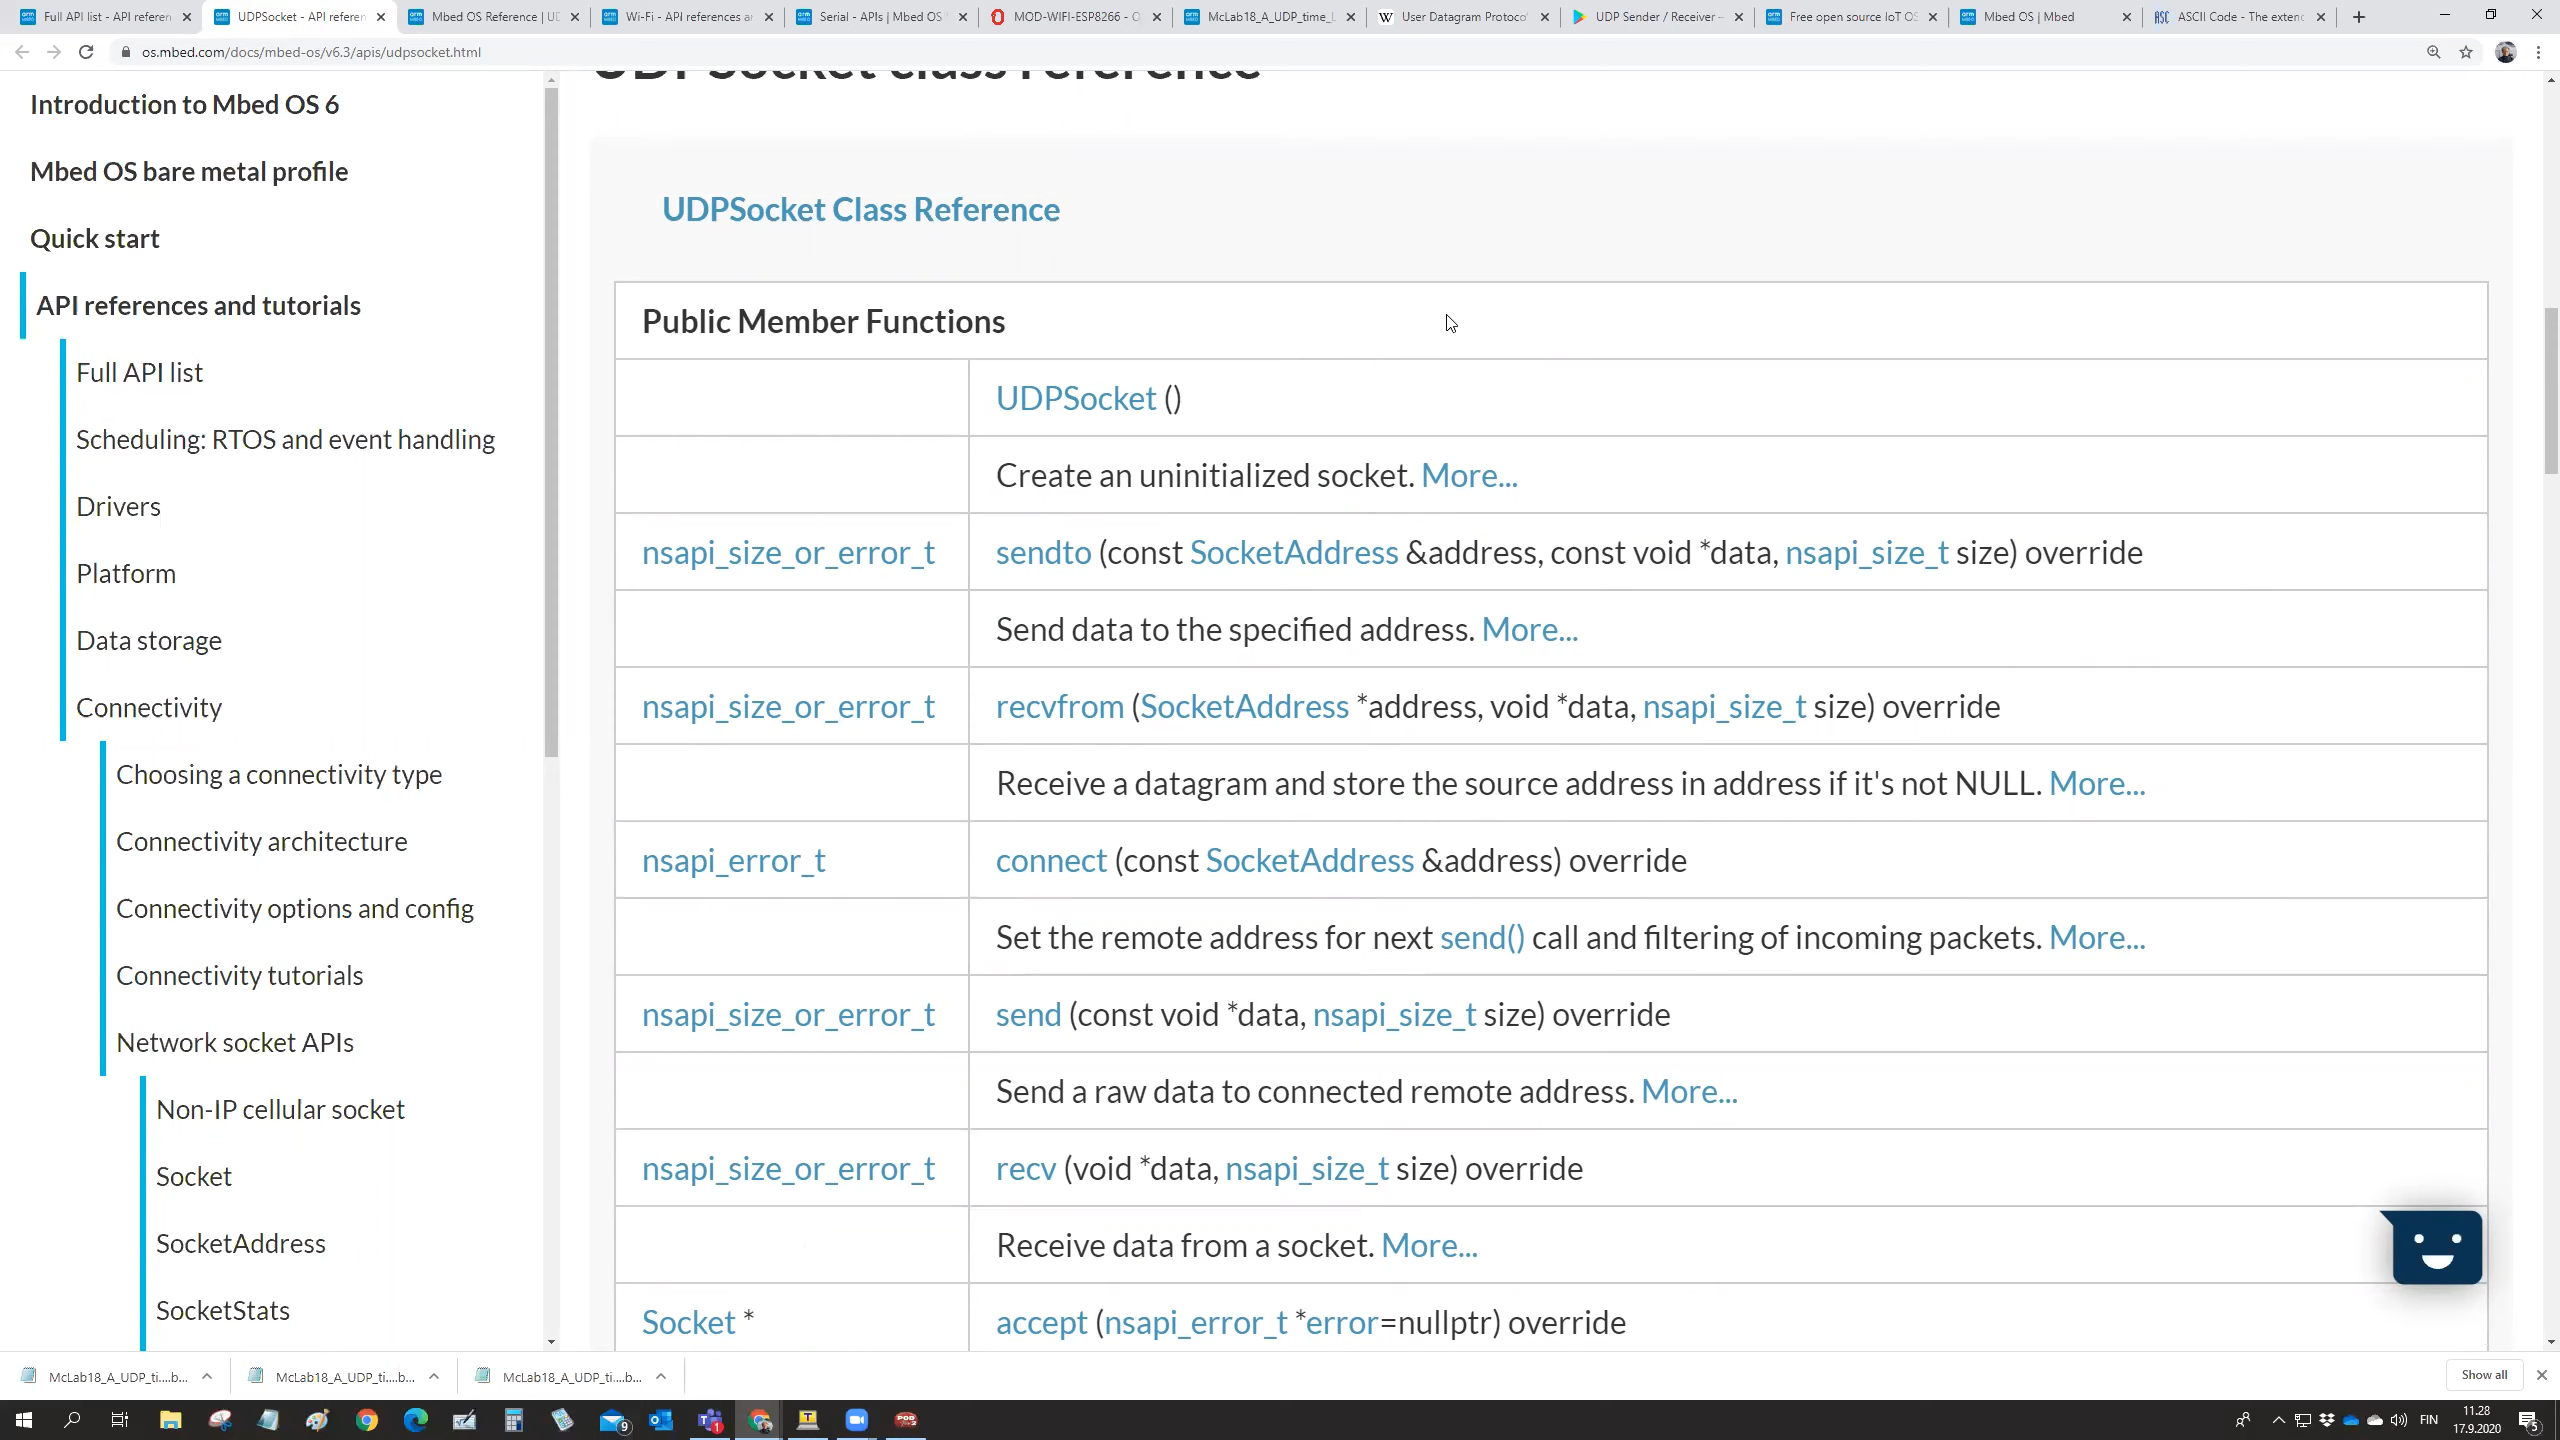 Full API list - API referen
UDPSocket - API referen
Mbed OS Reference | UD
Wi-Fi - API references ar
Serial - APIs | Mbed OS
MOD-WIFI-ESP8266 - O
McLab18_A_UDP_time_L
User Datagram Protoco
UDP Sender / Receiver -
Free open source IoT OS
Mbed OS | Mbed
ASCII Code - The extend
os.mbed.com/docs/mbed-os/v6.3/apis/udpsocket.html
Introduction to Mbed OS 6
Mbed OS bare metal profile
Quick start
API references and tutorials
Full API list
Scheduling: RTOS and event handling
Drivers
Platform
Data storage
Connectivity
Choosing a connectivity type
Connectivity architecture
Connectivity options and config
Connectivity tutorials
Network socket APIs
Non-IP cellular socket
Socket
SocketAddress
SocketStats
UDPSocket class reference
UDPSocket Class Reference
Public Member Functions
UDPSocket ()
Create an uninitialized socket. More...
nsapi_size_or_error_t sendto (const SocketAddress &address, const void *data, nsapi_size_t size) override
Send data to the specified address. More...
nsapi_size_or_error_t recvfrom (SocketAddress *address, void *data, nsapi_size_t size) override
Receive a datagram and store the source address in address if it's not NULL. More...
nsapi_error_t connect (const SocketAddress &address) override
Set the remote address for next send() call and filtering of incoming packets. More...
nsapi_size_or_error_t send (const void *data, nsapi_size_t size) override
Send a raw data to connected remote address. More...
nsapi_size_or_error_t recv (void *data, nsapi_size_t size) override
Receive data from a socket. More...
Socket * accept (nsapi_error_t *error=nullptr) override
McLab18_A_UDP_ti....b...
McLab18_A_UDP_ti....b...
McLab18_A_UDP_ti....b...
Show all
9
1
FIN
11.28
17.9.2020
5